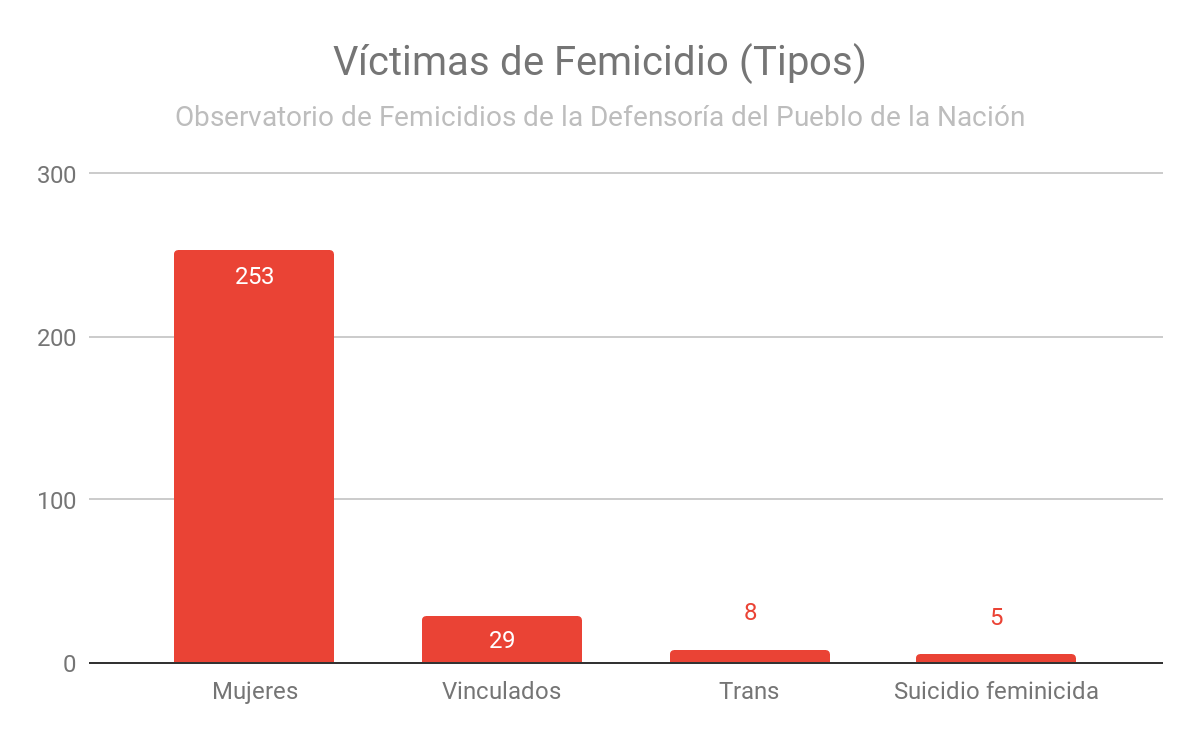 Víctimas de Femicidio (Tipos)
Observatorio de Femicidios de la Defensoría del Pueblo de la Nación
300
200
100
0
253
29
8
5
Mujeres
Vinculados
Trans
Suicidio feminicida